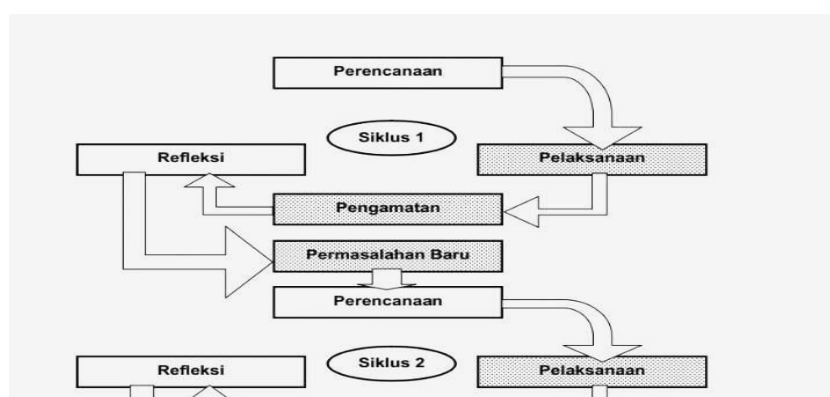 Perencanaan
Siklus 1
Refleksi
Pelaksanaan
Pengamatan
Permasalahan Baru
Perencanaan
Siklus 2
Refleksi
Pelaksanaan